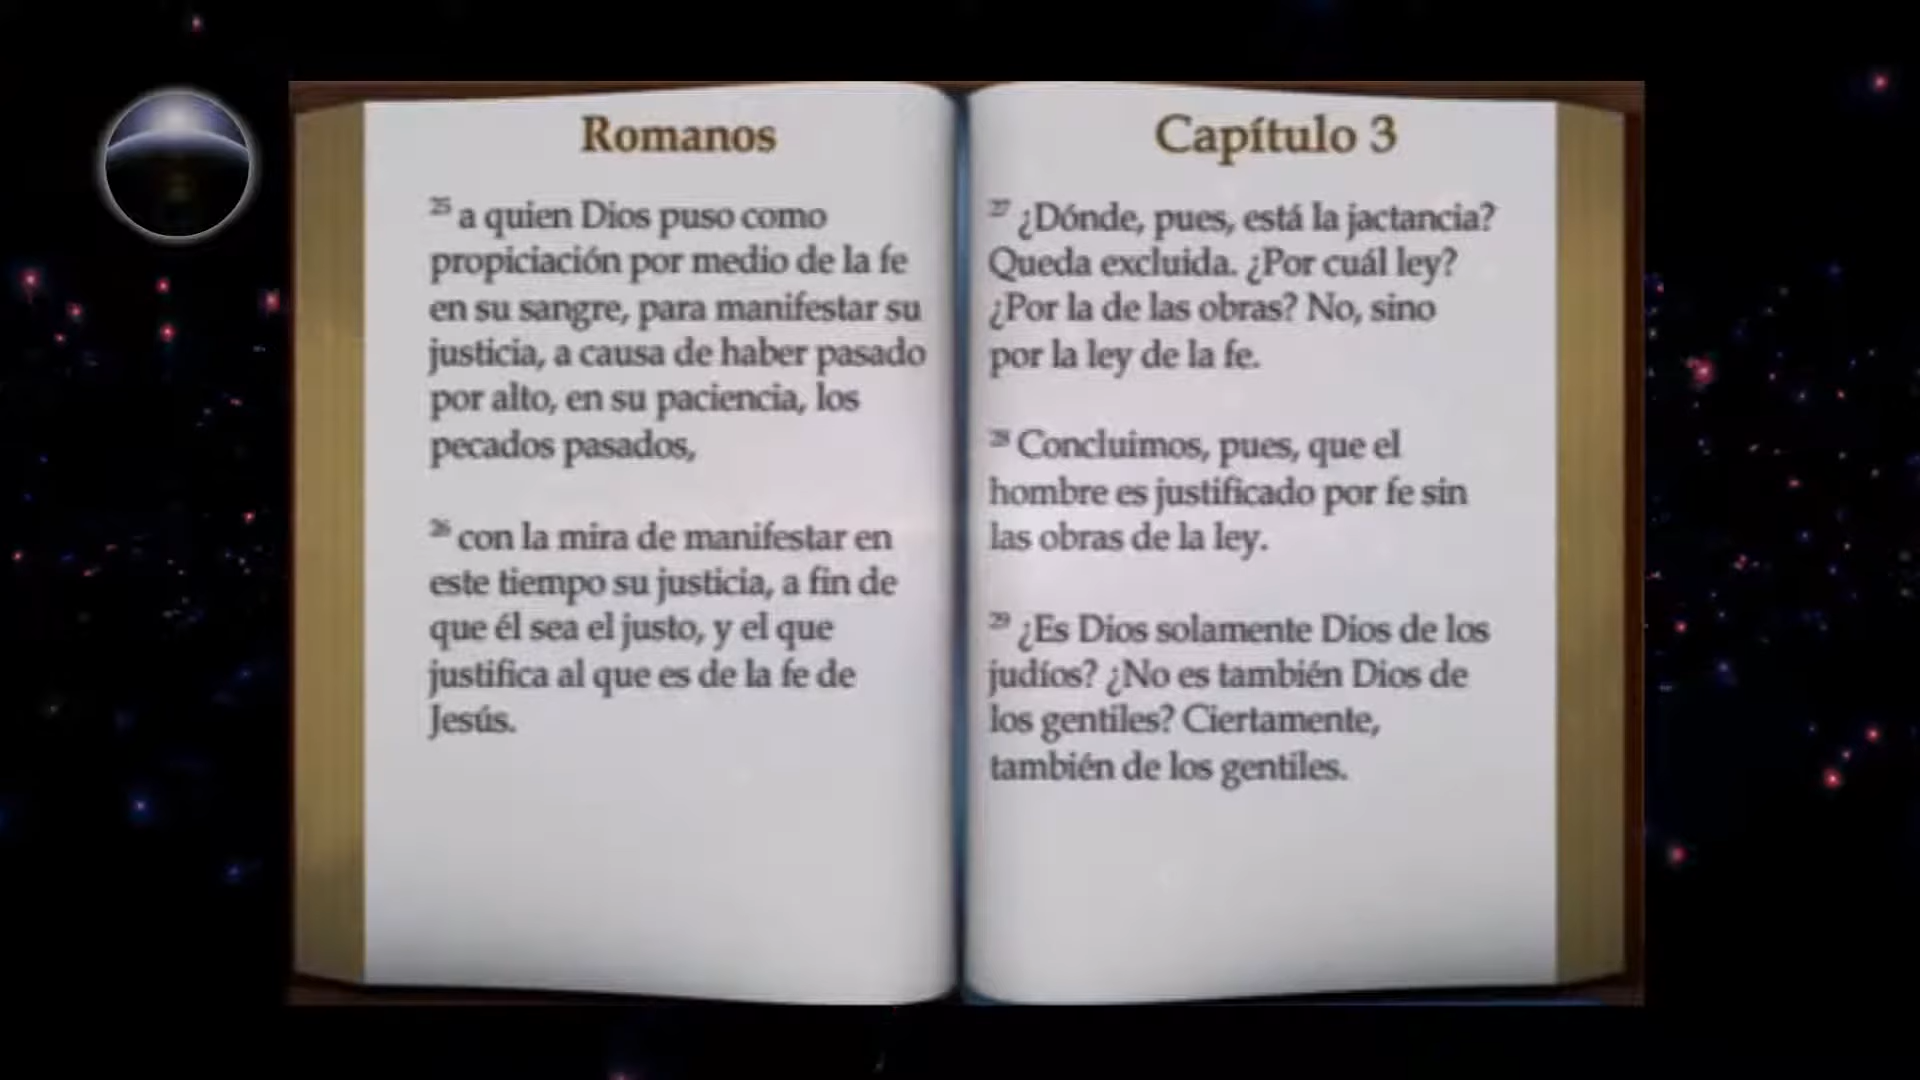 Romanos
25 a quien Dios puso como
propiciación por medio de la fe
en su sangre, para manifestar su
justicia, a causa de haber pasado
por alto, en su paciencia, los
pecados pasados,
26 con la mira de manifestar en
este tiempo su justicia, a fin de
que él sea el justo, y el que
justifica al que es de la fe de
Jesús.
Capítulo 3
27 ¿Dónde, pues, está la jactancia?
Queda excluida. ¿Por cuál ley?
¿Por la de las obras? No, sino
por la ley de la fe.
28 Concluimos, pues, que el
hombre es justificado por fe sin
las obras de la ley.
29 ¿Es Dios solamente Dios de los
judíos? ¿No es también Dios de
los gentiles? Ciertamente,
también de los gentiles.